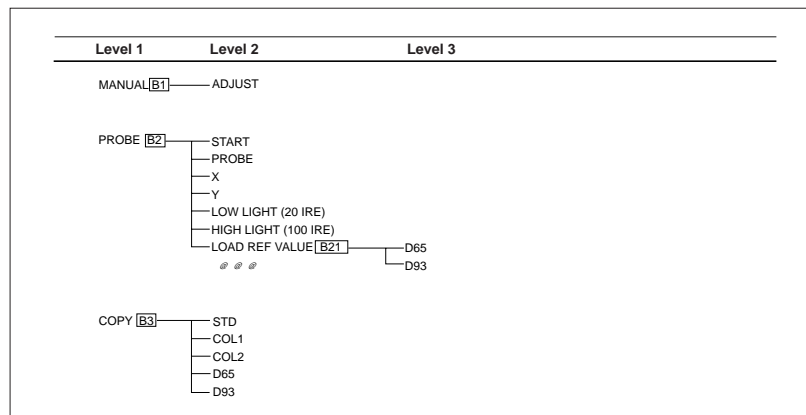 Level 1 Level 2 Level 3
MANUAL B1 ADJUST
PROBE B2 START
PROBE
X
Y
LOW LIGHT (20 IRE)
HIGH LIGHT (100 IRE)
LOAD REF VALUE B21 D65
@ @ @ D93
COPY B3 STD
COL1
COL2
D65
D93